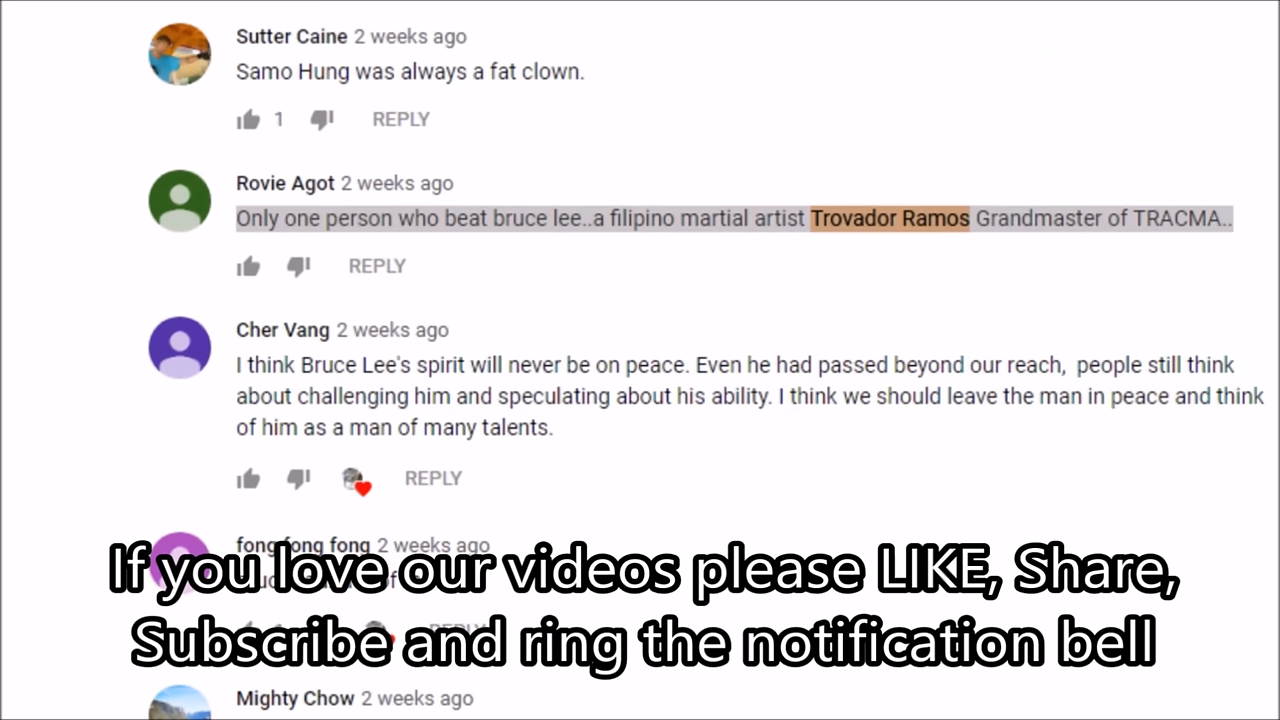 Sutter Caine 2 weeks ago
Samo Hung was always a fat clown.
1 REPLY
Rovie Agot 2 weeks ago
Only one person who beat bruce lee..a filipino martial artist Trovador Ramos Grandmaster of TRACMA..
REPLY
Cher Vang 2 weeks ago
I think Bruce Lee's spirit will never be on peace. Even he had passed beyond our reach, people still think
about challenging him and speculating about his ability. I think we should leave the man in peace and think
of him as a man of many talents.
REPLY
fong fong fong 2 weeks ago
If you love our videos please LIKE, Share,
Subscribe and ring the notification bell
Mighty Chow 2 weeks ago